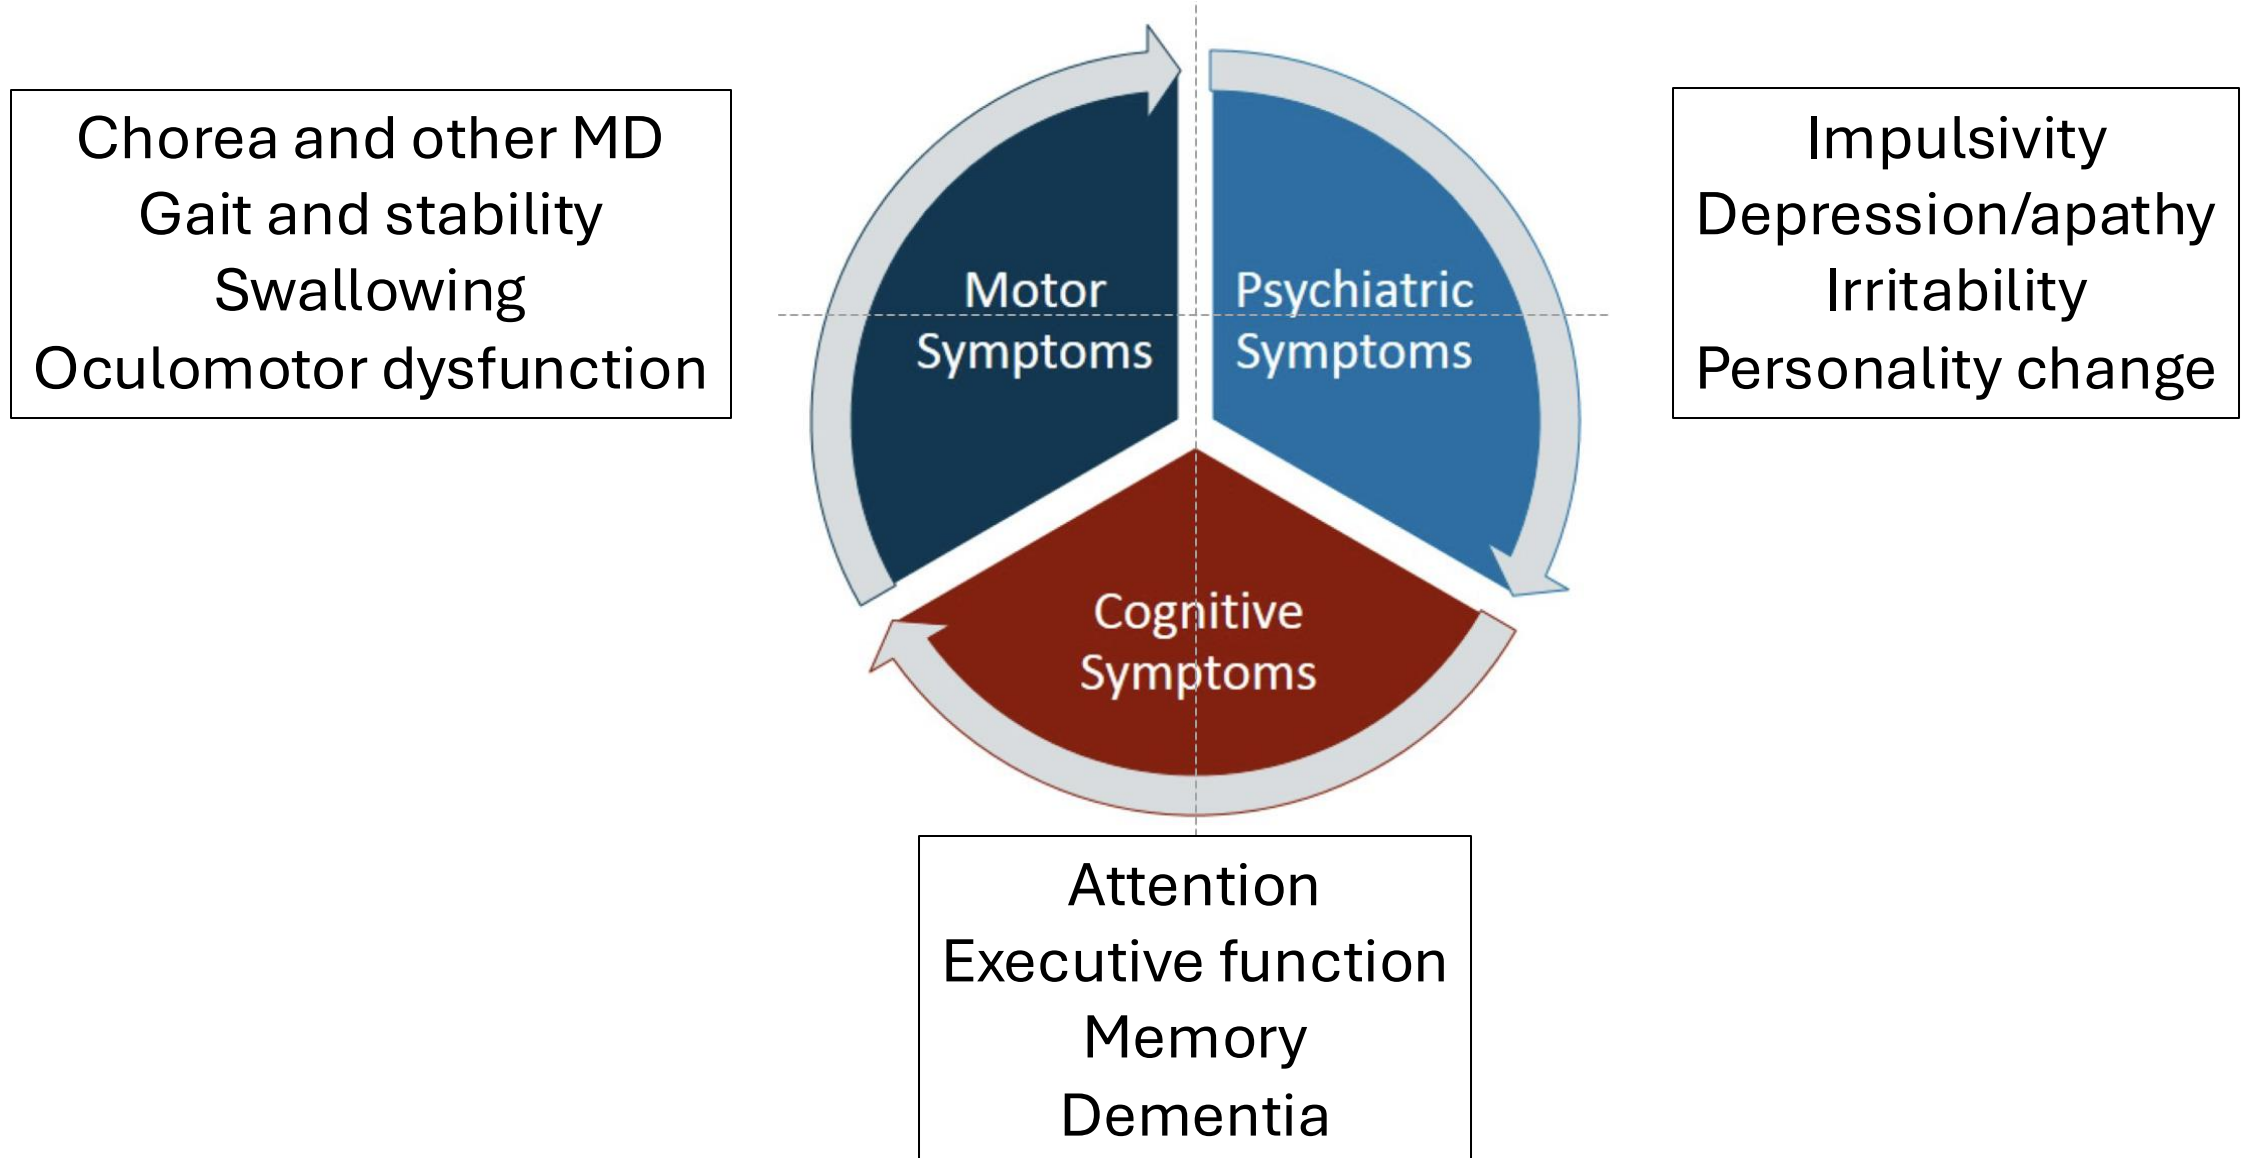 Chorea and other MD
Gait and stability
Swallowing
Oculomotor dysfunction
Motor
Symptoms
Psychiatric
Symptoms
Impulsivity
Depression/apathy
Irritability
Personality change
Cognitive
Symptoms
Attention
Executive function
Memory
Dementia